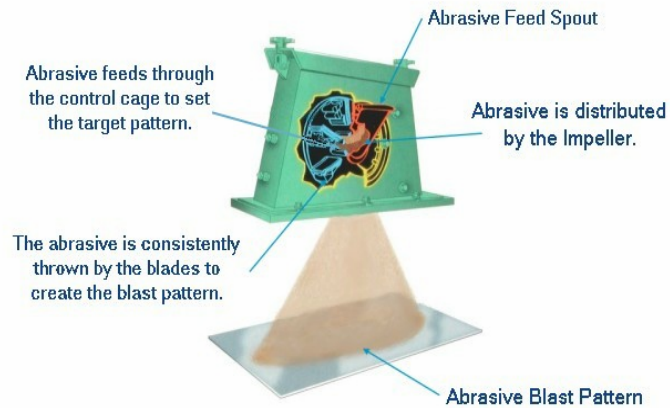 Abrasive Feed Spout
Abrasive feeds through
the control cage to set
the target pattern.
Abrasive is distributed
by the Impeller.
The abrasive is consistently
thrown by the blades to
create the blast pattern.
Abrasive Blast Pattern